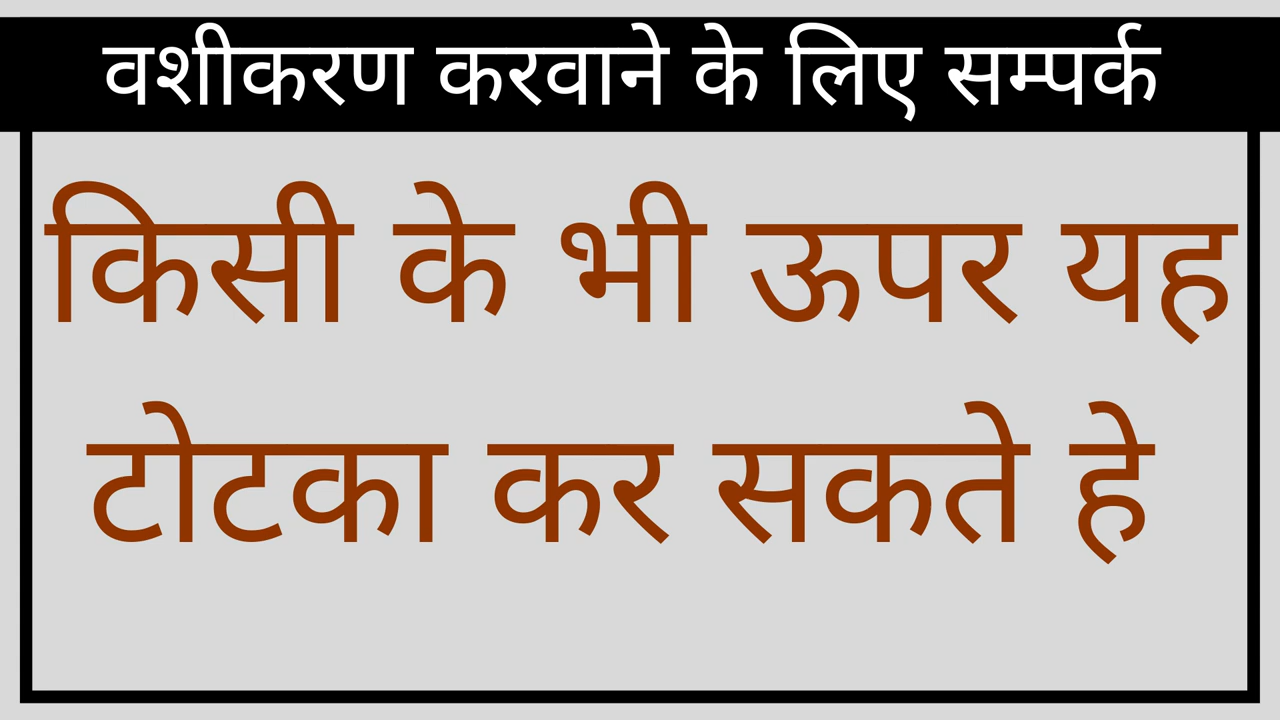 वशीकरण करवाने के लिए सम्पर्क
किसी के भी ऊपर यह
टोटका कर सकते हे